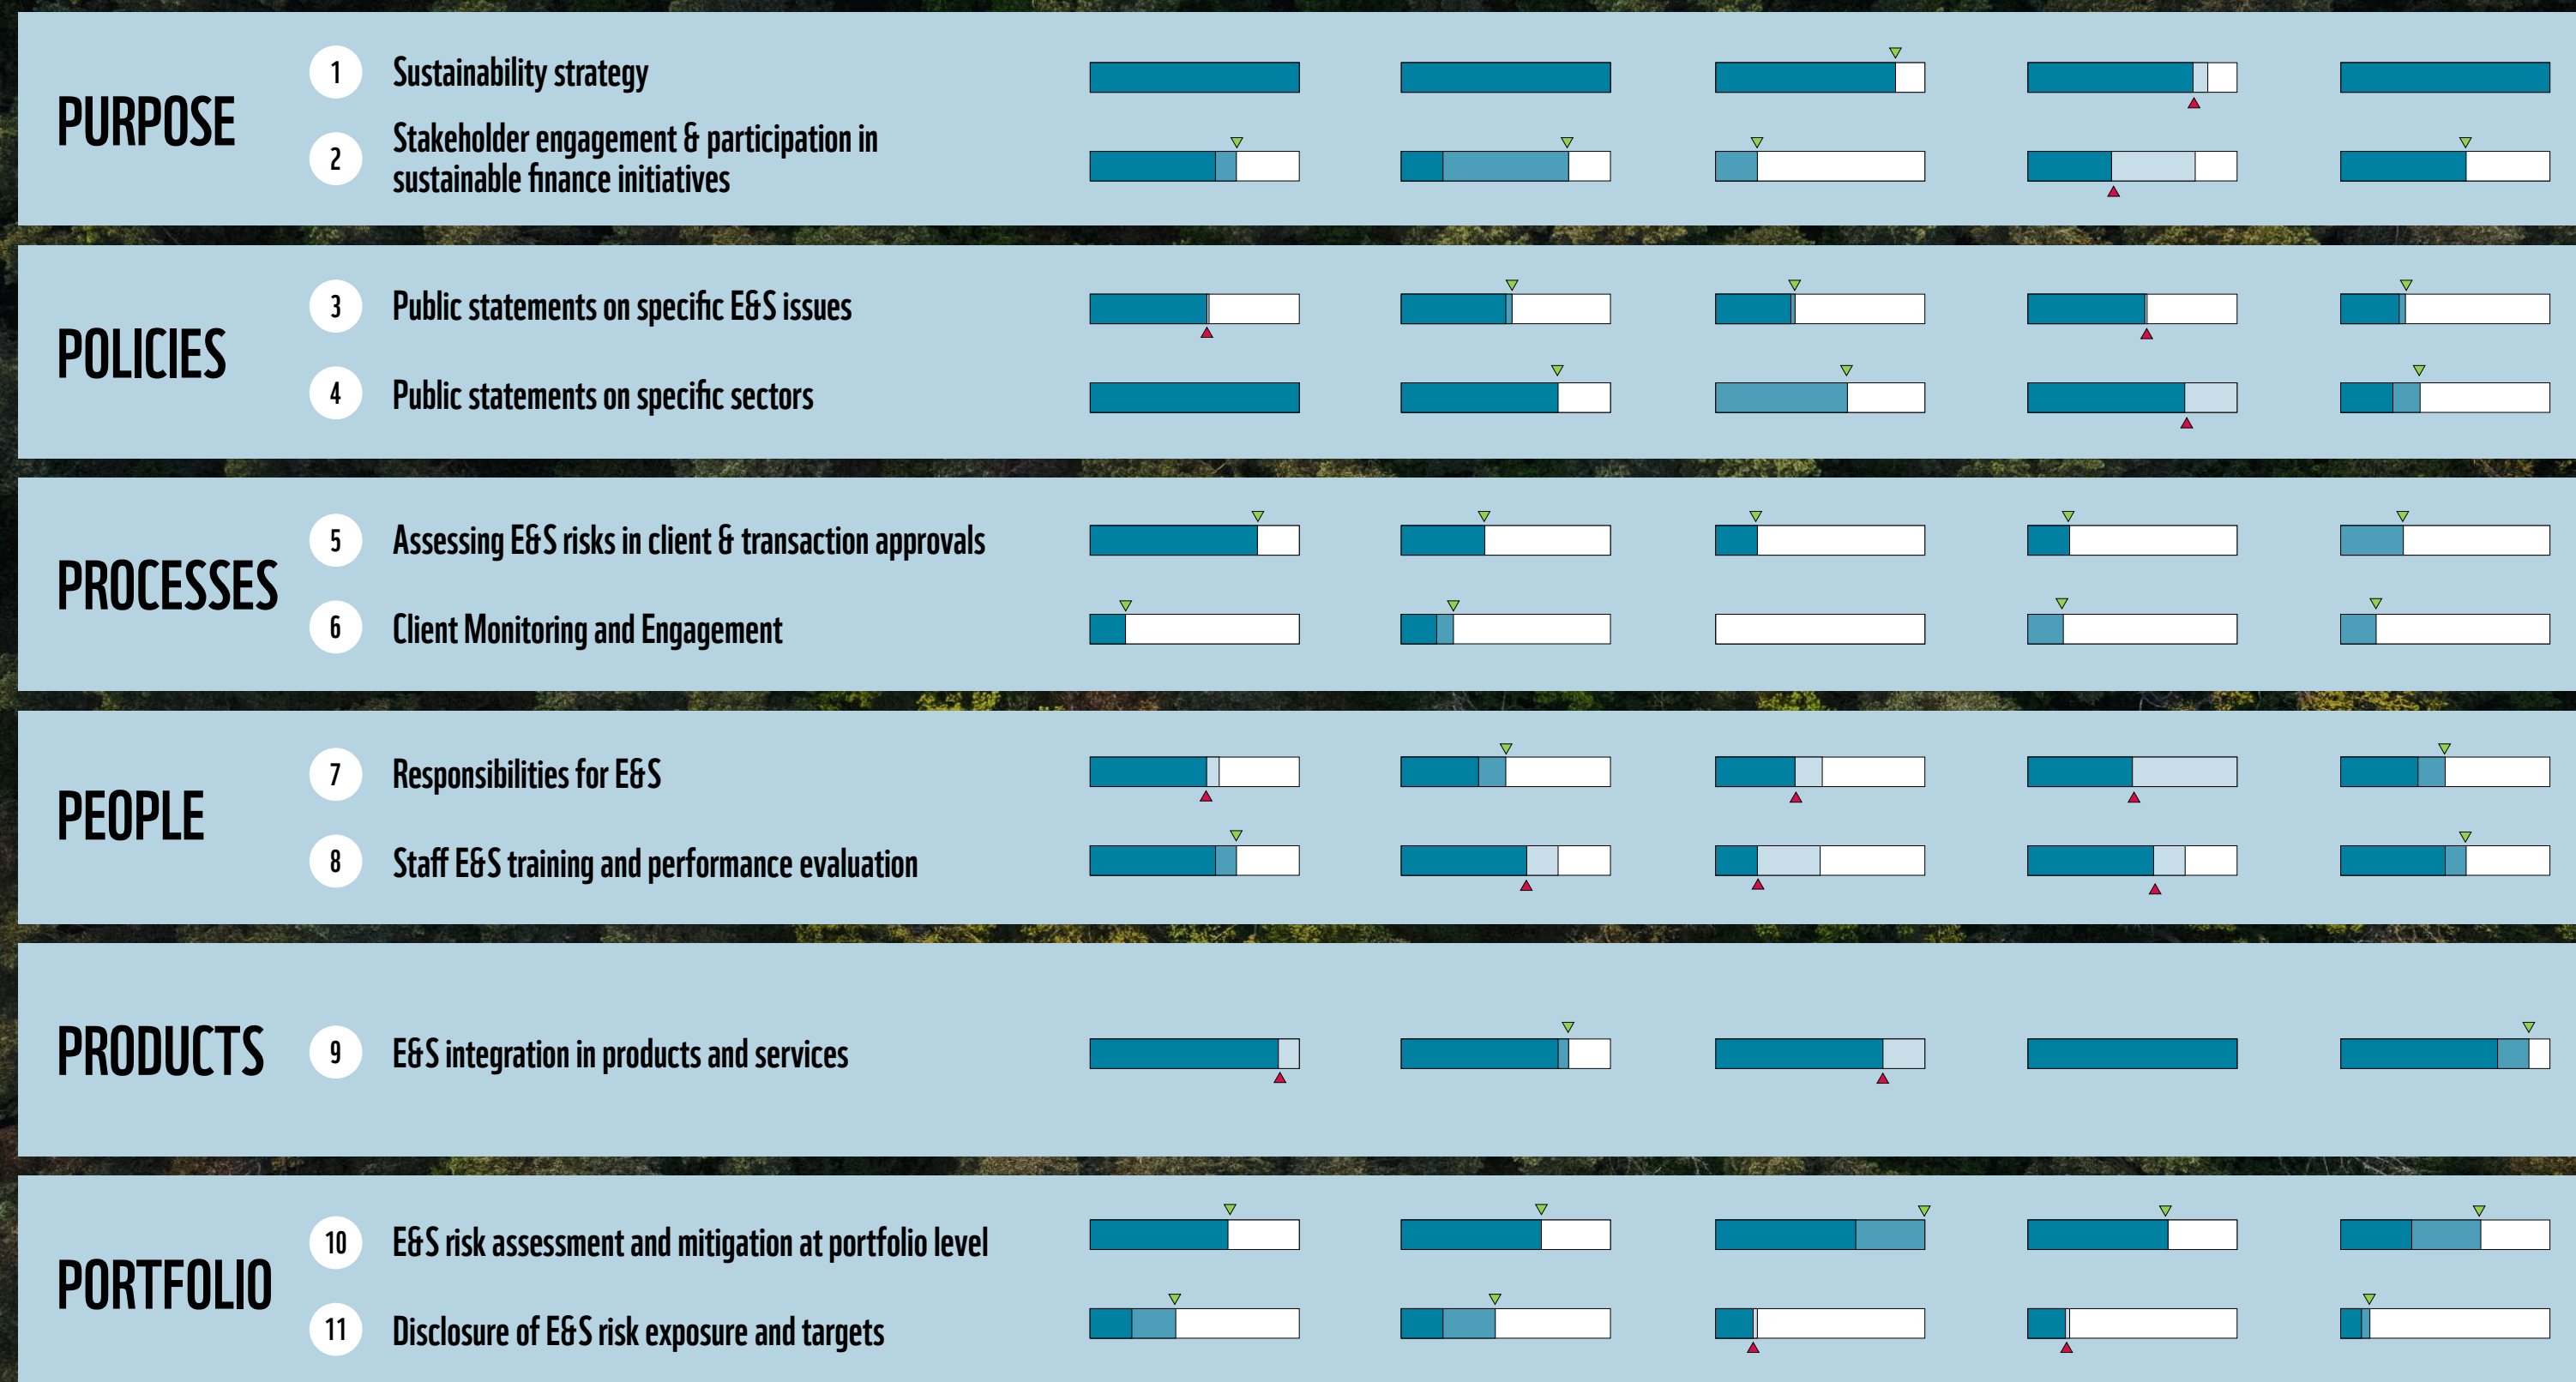 PURPOSE
1 Sustainability strategy
2 Stakeholder engagement & participation in
sustainable finance initiatives
POLICIES
3 Public statements on specific E&S issues
4 Public statements on specific sectors
PROCESSES
5 Assessing E&S risks in client & transaction approvals
6 Client Monitoring and Engagement
PEOPLE
7 Responsibilities for E&S
8 Staff E&S training and performance evaluation
PRODUCTS
9 E&S integration in products and services
PORTFOLIO
10 E&S risk assessment and mitigation at portfolio level
11 Disclosure of E&S risk exposure and targets